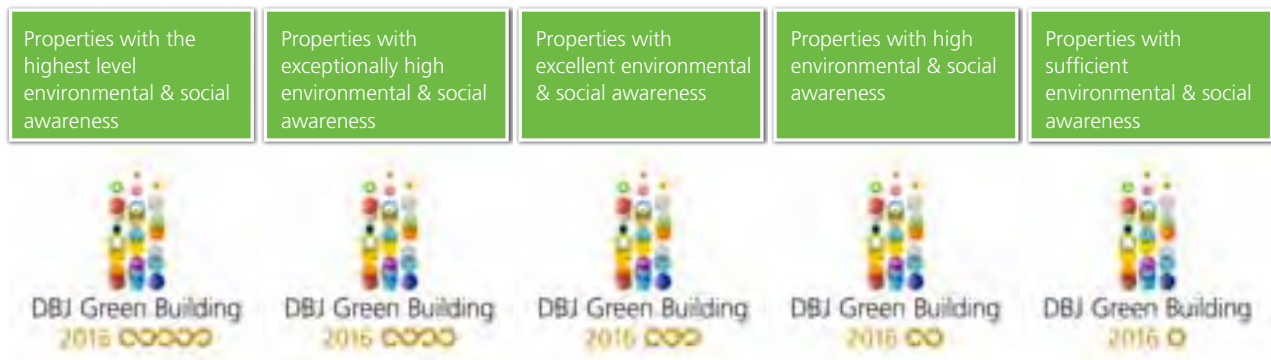 Properties with the
highest level
environmental & social
awareness
Properties with
exceptionally high
environmental & social
awareness
Properties with
excellent environmental
& social awareness
Properties with high
environmental & social
awareness
Properties with
sufficient
environmental & social
awareness
DBJ Green Building
2016
DBJ Green Building
2016
DBJ Green Building
2016
DBJ Green Building
2016
DBJ Green Building
2016